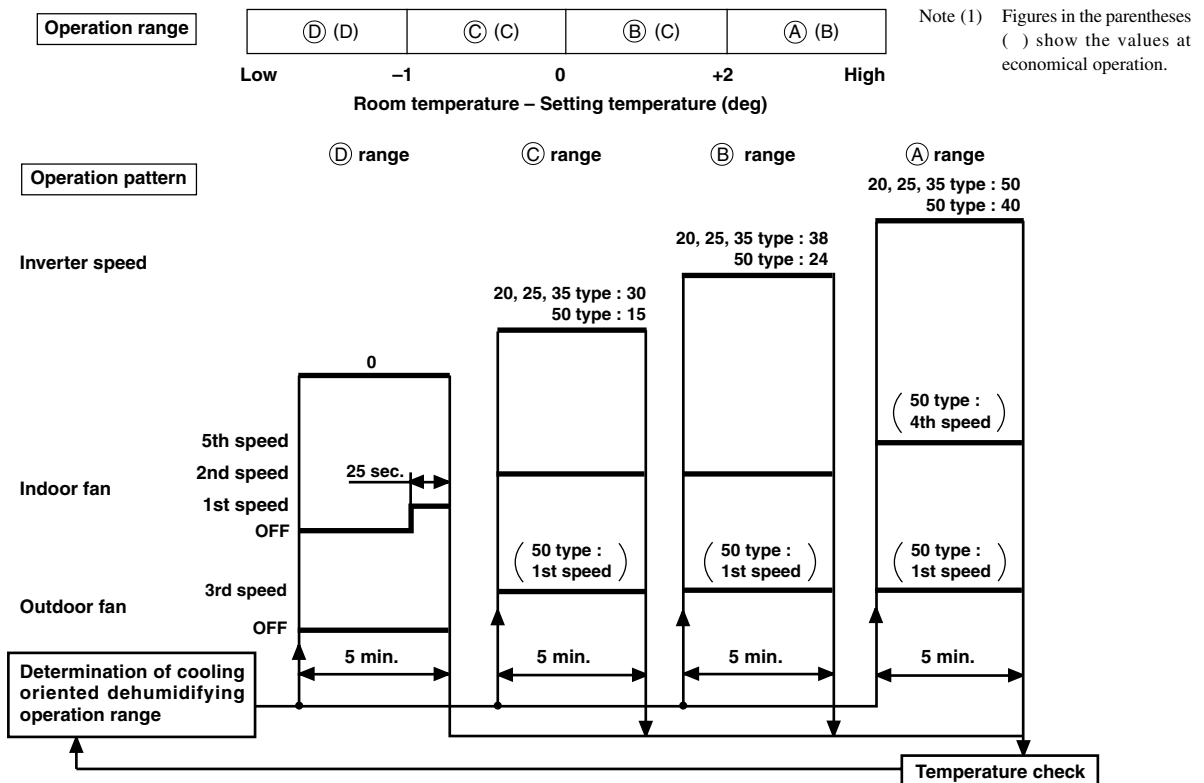 Operation range
Ⓓ (D) Ⓒ (C) Ⓑ (C) Ⓐ (B)
Low –1 0 +2 High
Room temperature – Setting temperature (deg)
Note (1) Figures in the parentheses
( ) show the values at
economical operation.
Ⓓ range Ⓒ range Ⓑ range Ⓐ range
Operation pattern
20, 25, 35 type : 50
50 type : 40
20, 25, 35 type : 38
50 type : 24
Inverter speed
20, 25, 35 type : 30
50 type : 15
0
( 50 type :
4th speed )
5th speed
2nd speed
25 sec.
Indoor fan
1st speed
OFF
( 50 type :
1st speed )
( 50 type :
1st speed )
( 50 type :
1st speed )
3rd speed
Outdoor fan
OFF
5 min. 5 min. 5 min. 5 min.
Determination of cooling
oriented dehumidifying
operation range
Temperature check